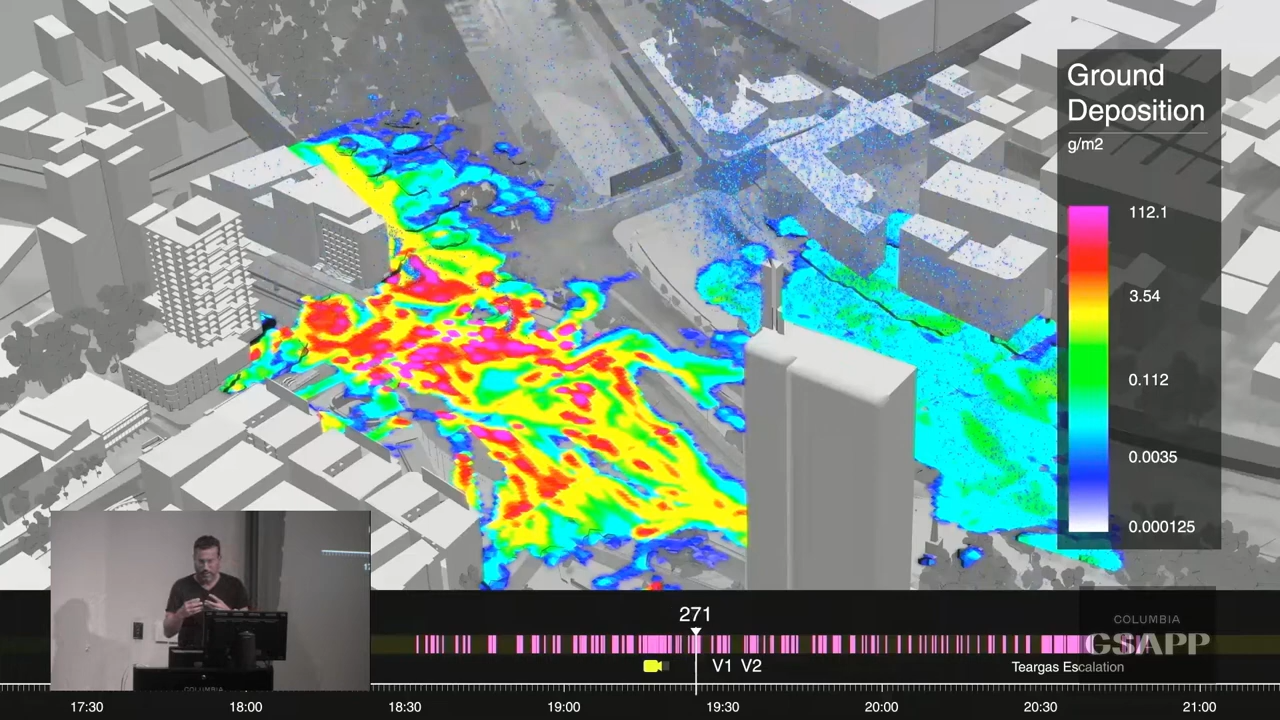 Ground
Deposition
g/m2
112.1
3.54
0.112
0.0035
0.000125
271
COLUMBIA
GSAPP
V1 V2
Teargas Escalation
COLUMBIA
17:30
18:00
18:30
19:00
19:30
20:00
20:30
21:00